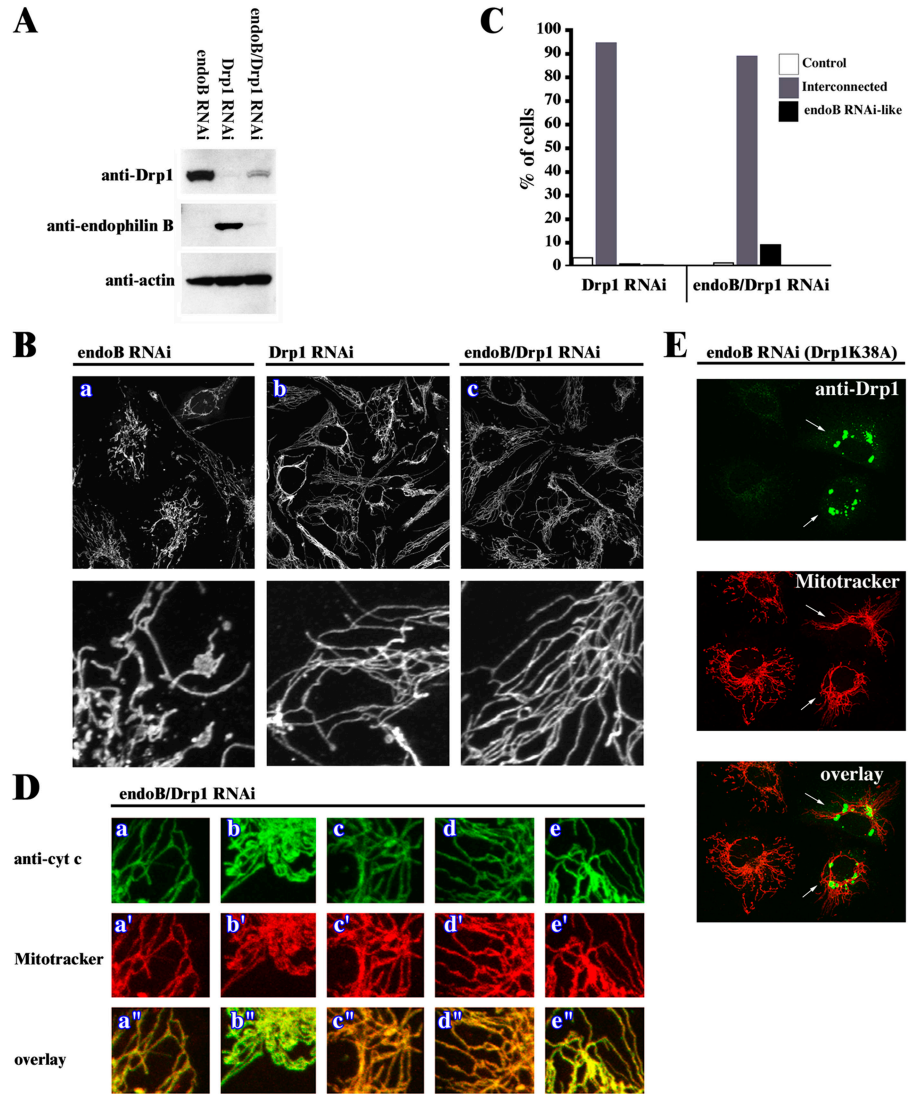 A
endoB RNAi
Drp1 RNAi
endoB/Drp1 RNAi
anti-Drp1
anti-endophilin B
anti-actin
C
% of cells
100
90
80
70
60
50
40
30
20
10
0
Control
Interconnected
endoB RNAi-like
Drp1 RNAi
endoB/Drp1 RNAi
B
endoB RNAi
Drp1 RNAi
endoB/Drp1 RNAi
a
b
c
E
endoB RNAi (Drp1K38A)
anti-Drp1
Mitotracker
overlay
D
endoB/Drp1 RNAi
anti-cyt c
a
b
c
d
e
Mitotracker
a'
b'
c'
d'
e'
overlay
a"
b"
c"
d"
e"